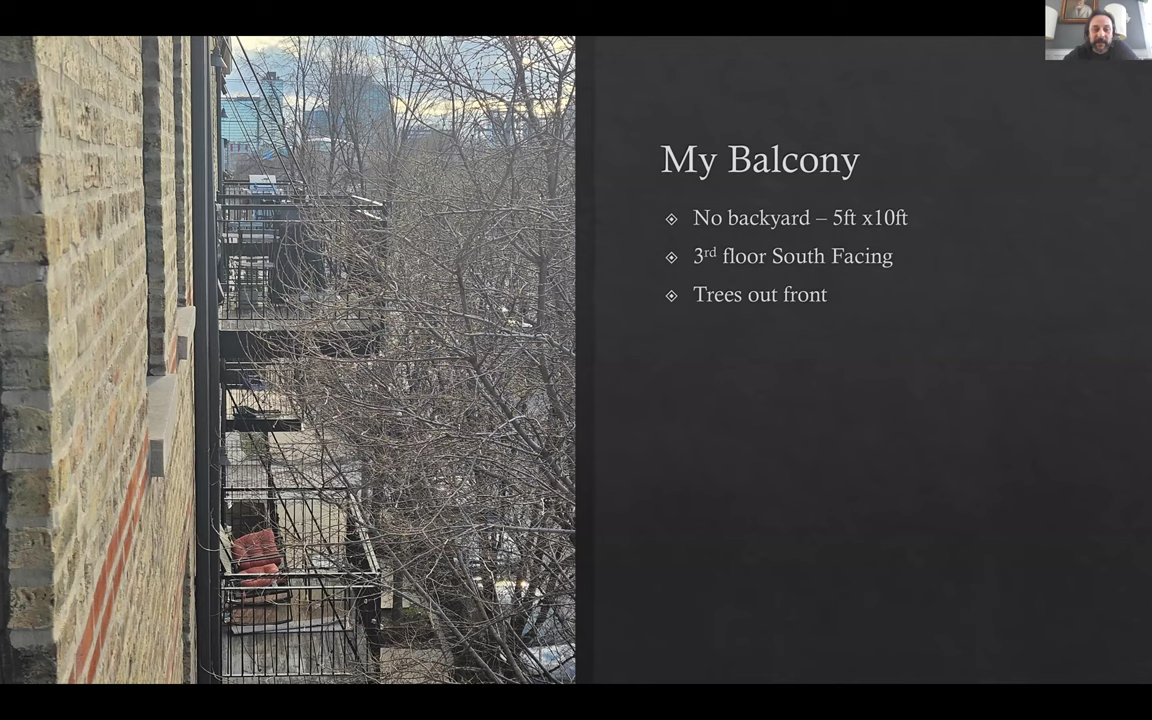 My Balcony
No backyard – 5ft x10ft
3rd floor South Facing
Trees out front